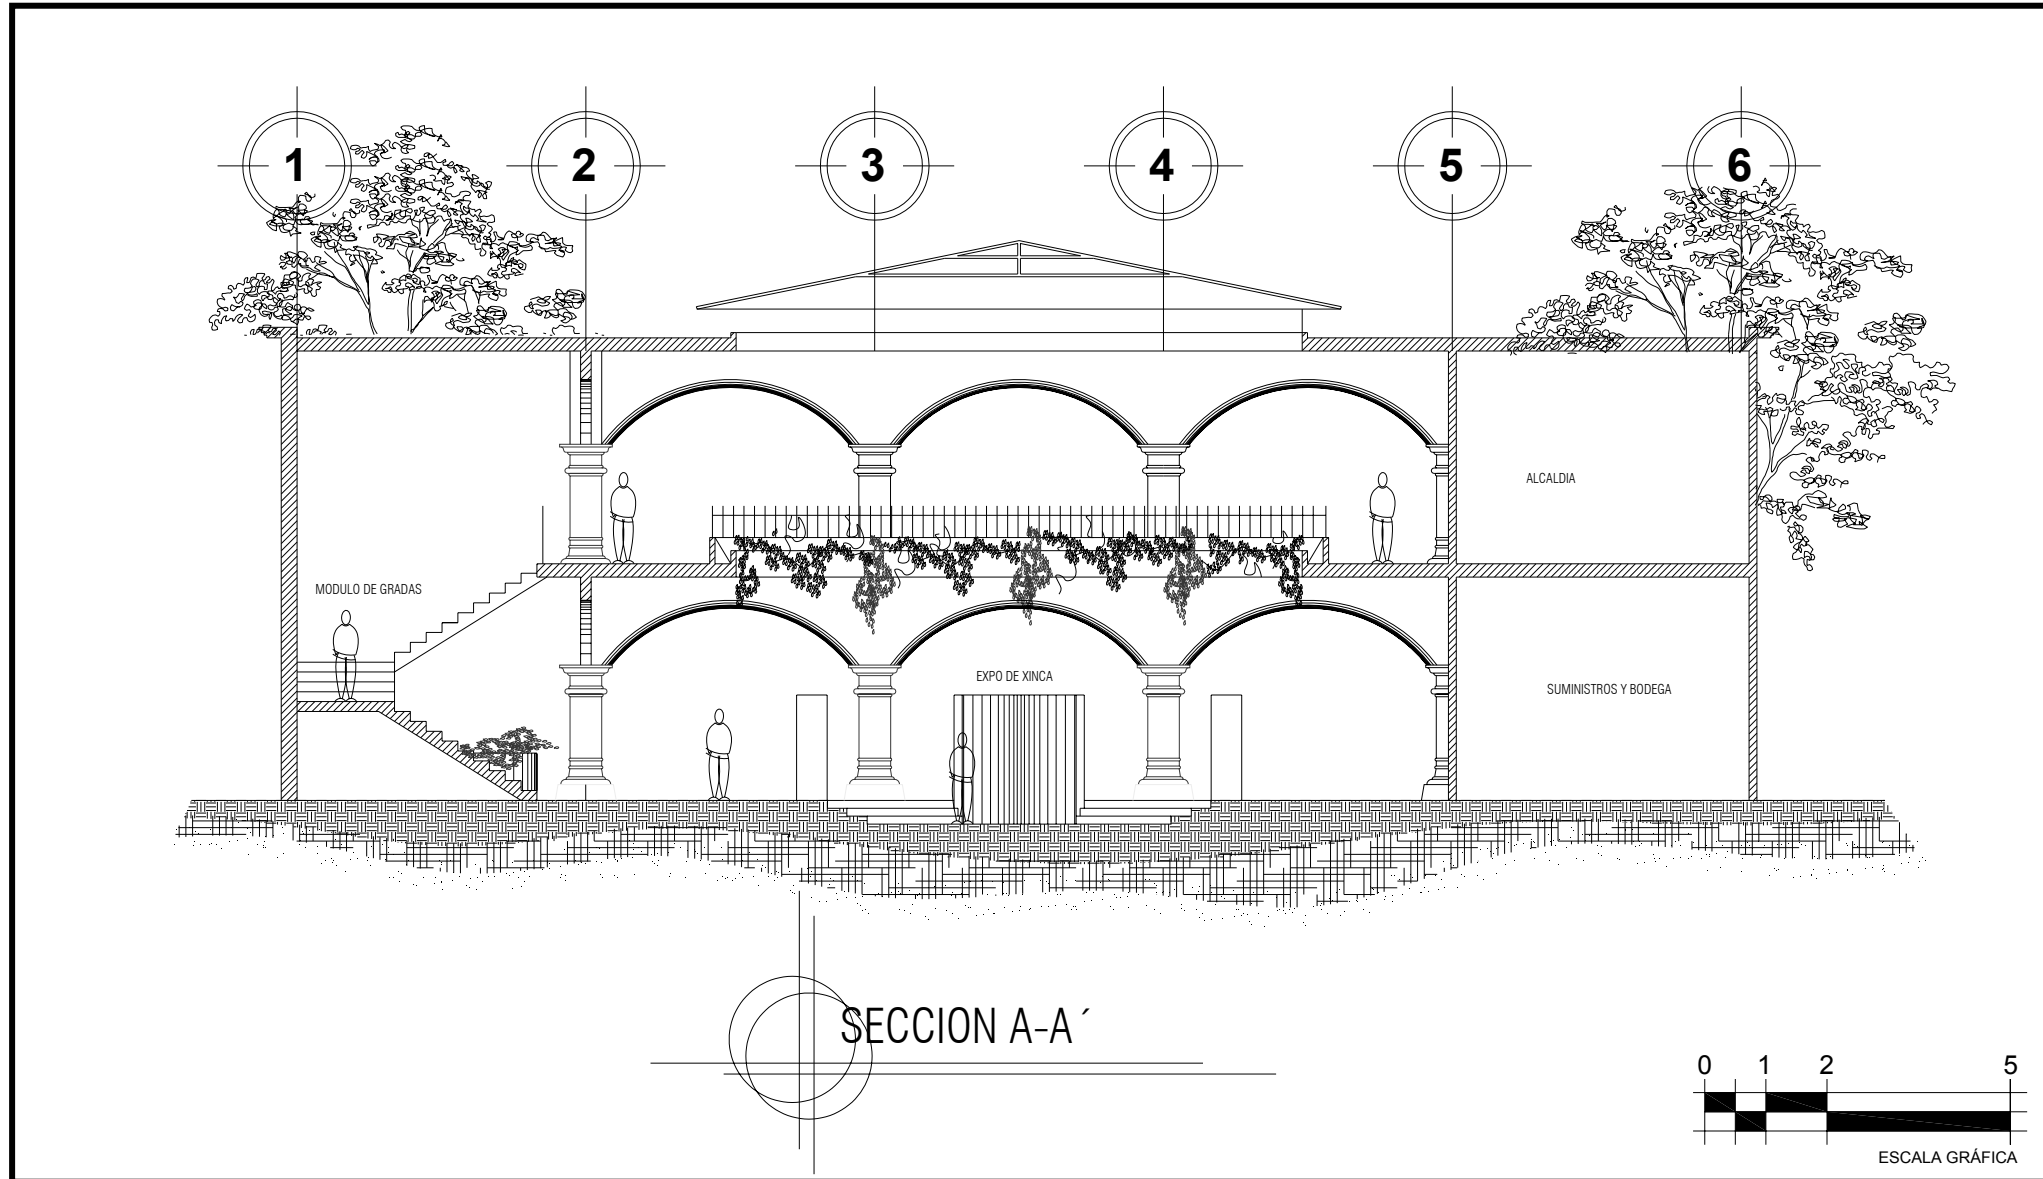 1 2 3 4 5 6
ALCALDIA
MODULO DE GRADAS
EXPO DE XINCA
SUMINISTROS Y BODEGA
SECCION A-A´
0 1 2 5
ESCALA GRÁFICA